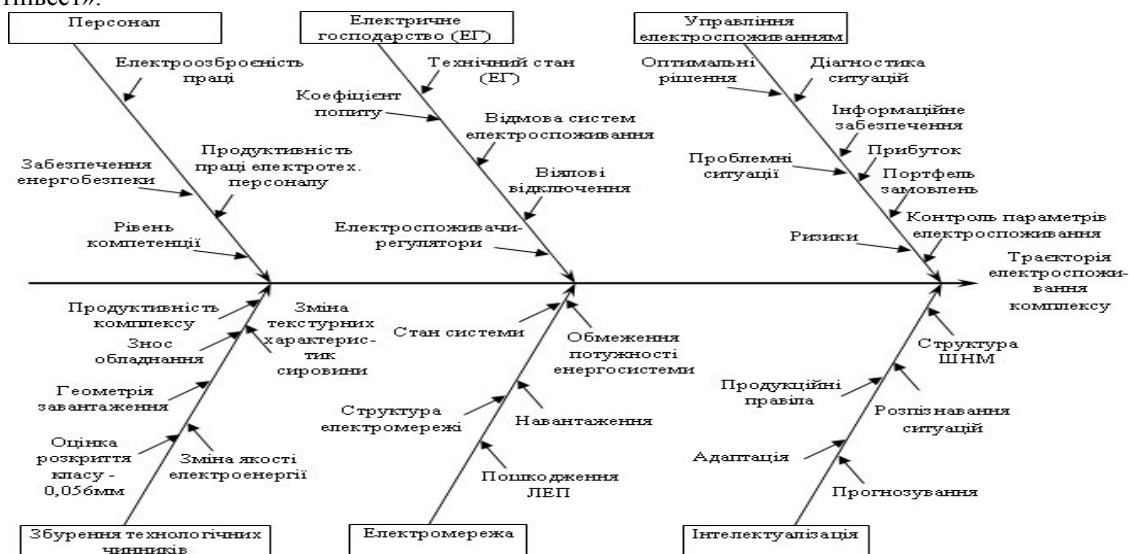 Персонал
Електричне
господарство (ЕГ)
Управління
електроспоживанням
Електроозброєність
праці
Забезпечення
енергобезпеки
Продуктивність
праці електротех.
персоналу
Рівень
компетенції
Технічний стан
(ЕГ)
Коефіцієнт
попиту
Відмова систем
електроспоживання
Віялові
відключення
Електроспоживачи-
регулятори
Оптимальні
рішення
Діагностика
ситуацій
Інформаційне
забезпечення
Проблемні
ситуації
Прибуток
Портфель
замовлень
Контроль параметрів
електроспоживання
Ризики
Траєкторія
електроспожи-
вання
комплексу
Продуктивність
комплексу
Зміна
текстурних
характерис-
тик
сировини
Знос
обладнання
Геометрія
завантаження
Оцінка
розкриття
класу -
0,056мм
Зміна якості
електроенергії
Стан системи
Обмеження
потужності
енергосистеми
Структура
електромережі
Навантаження
Пошкодження
ЛЕП
Структура
ШНМ
Продукційні
правіла
Розпізнавання
ситуацій
Адаптація
Прогнозування
Збурення технологічних
чинників
Електромережа
Інтелектуалізація